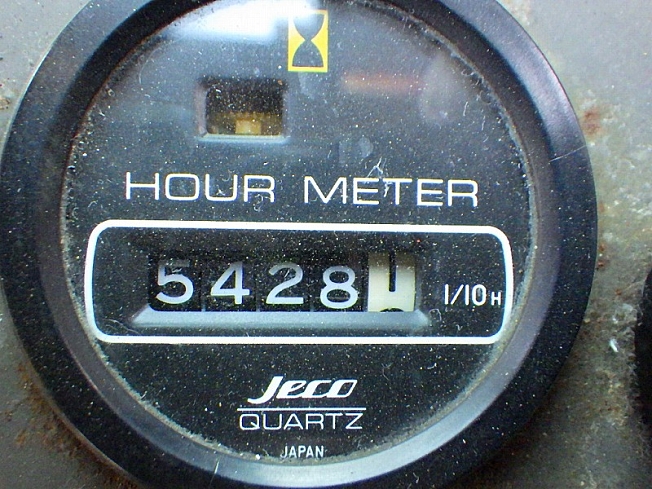 HOUR METER
5428 1/10H
Jeco
QUARTZ
JAPAN